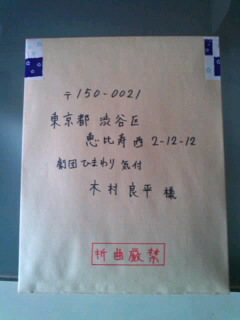 〒150-0021
東京都 渋谷区
恵比寿西 2-12-12
劇団ひまわり 気付
木村良平 様
折曲厳禁